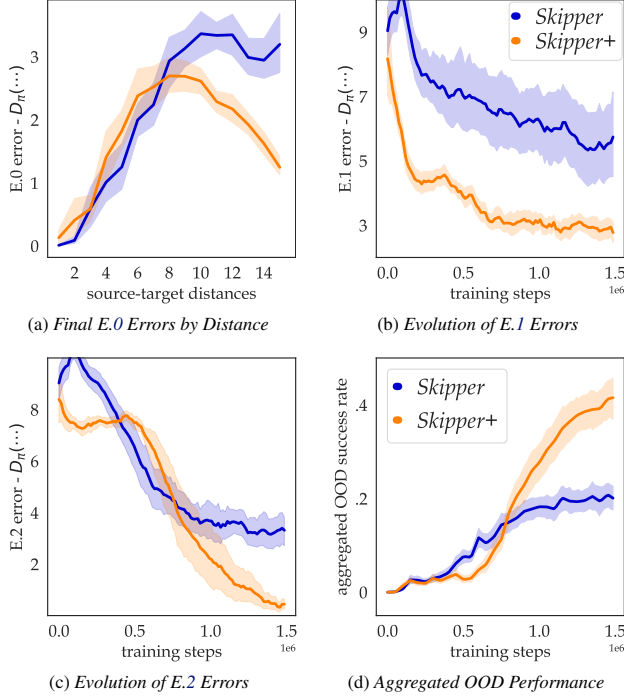 E.0 error - Dπ(···)
3
2
1
0
2 4 6 8 10 12 14
source-target distances
(a) Final E.0 Errors by Distance
E.1 error - Dπ(···)
9
7
5
3
Skipper
Skipper+
0.0 0.5 1.0 1.5
1e6
training steps
(b) Evolution of E.1 Errors
E.2 error - Dπ(···)
8
6
4
2
0.0 0.5 1.0 1.5
1e6
training steps
(c) Evolution of E.2 Errors
aggregated OOD success rate
.4
.2
0
Skipper
Skipper+
0.0 0.5 1.0 1.5
1e6
training steps
(d) Aggregated OOD Performance